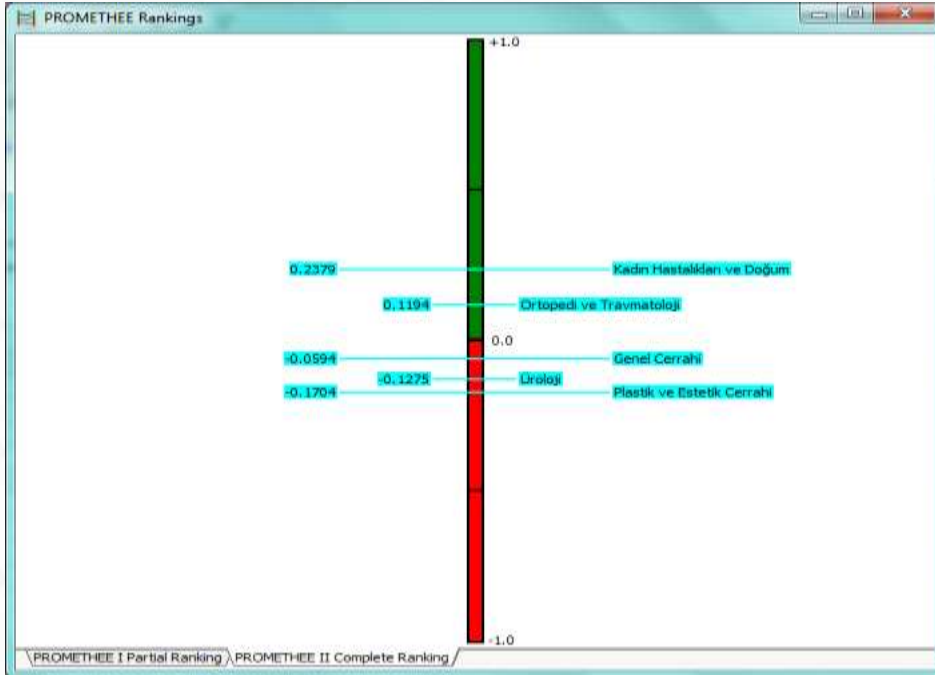 PROMETHEE Rankings
+1.0
0.2379 Kadın Hastalıkları ve Doğum
0.1194 Ortopedi ve Travmatoloji
0.0
-0.0594 Genel Cerrahi
-0.1275 Üroloji
-0.1704 Plastik ve Estetik Cerrahi
-1.0
PROMETHEE I Partial Ranking PROMETHEE II Complete Ranking